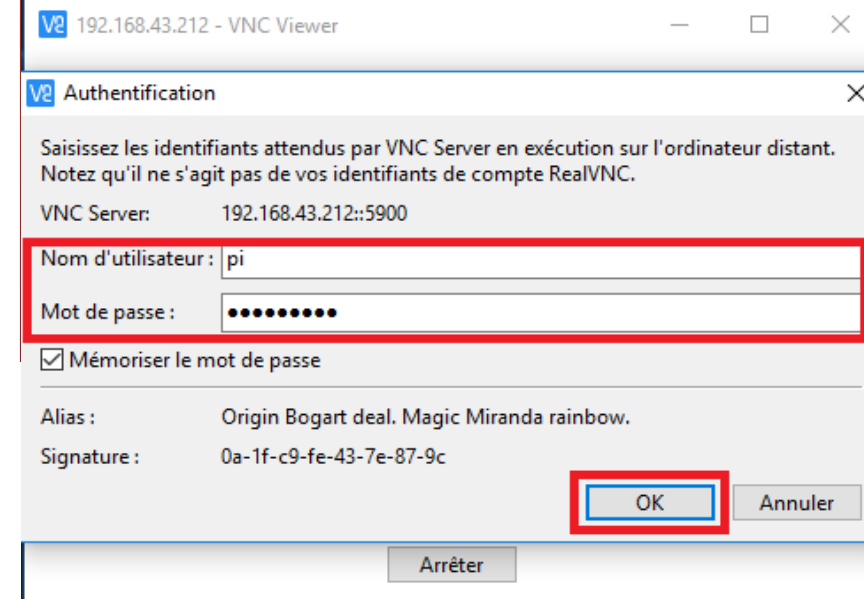 192.168.43.212 - VNC Viewer
Authentification
Saisissez les identifiants attendus par VNC Server en exécution sur l'ordinateur distant.
Notez qu'il ne s'agit pas de vos identifiants de compte RealVNC.
VNC Server: 192.168.43.212::5900
Nom d'utilisateur : pi
Mot de passe : •••••••••
Mémoriser le mot de passe
Alias : Origin Bogart deal. Magic Miranda rainbow.
Signature : 0a-1f-c9-fe-43-7e-87-9c
OK Annuler
Arrêter